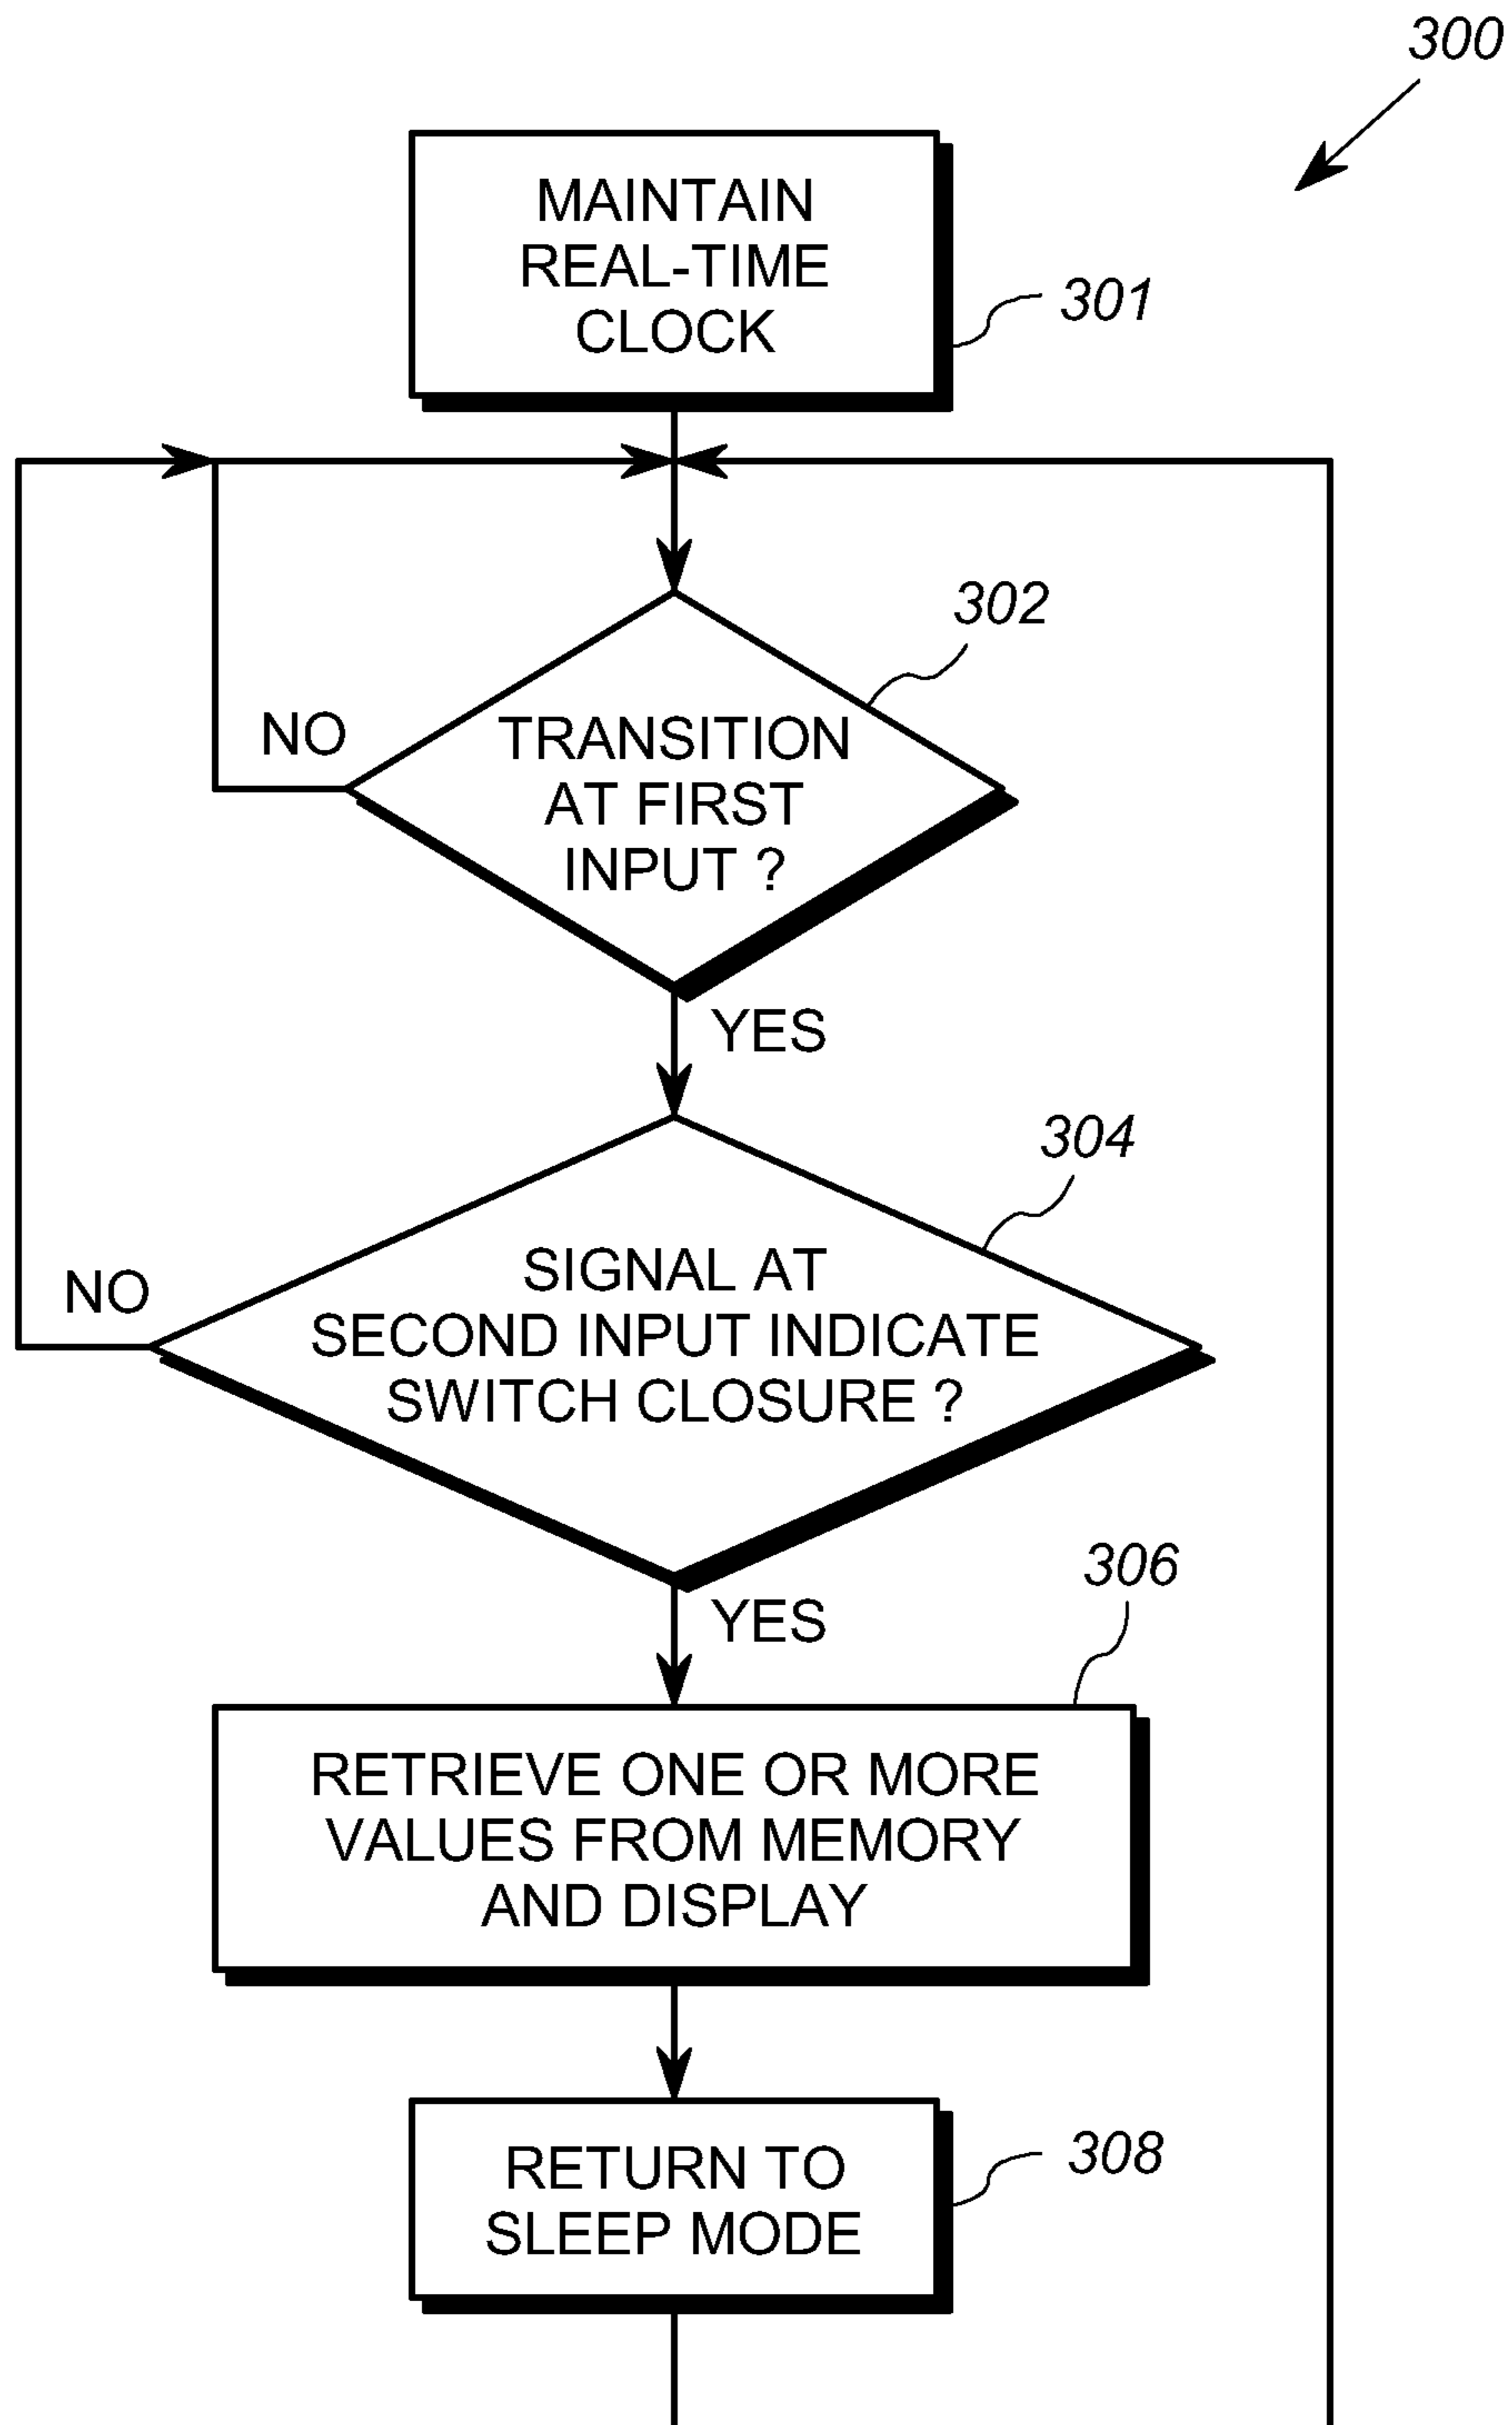 300
MAINTAIN
REAL-TIME
CLOCK
301
302
NO
TRANSITION
AT FIRST
INPUT ?
YES
304
NO
SIGNAL AT
SECOND INPUT INDICATE
SWITCH CLOSURE ?
306
YES
RETRIEVE ONE OR MORE
VALUES FROM MEMORY
AND DISPLAY
RETURN TO
SLEEP MODE
308